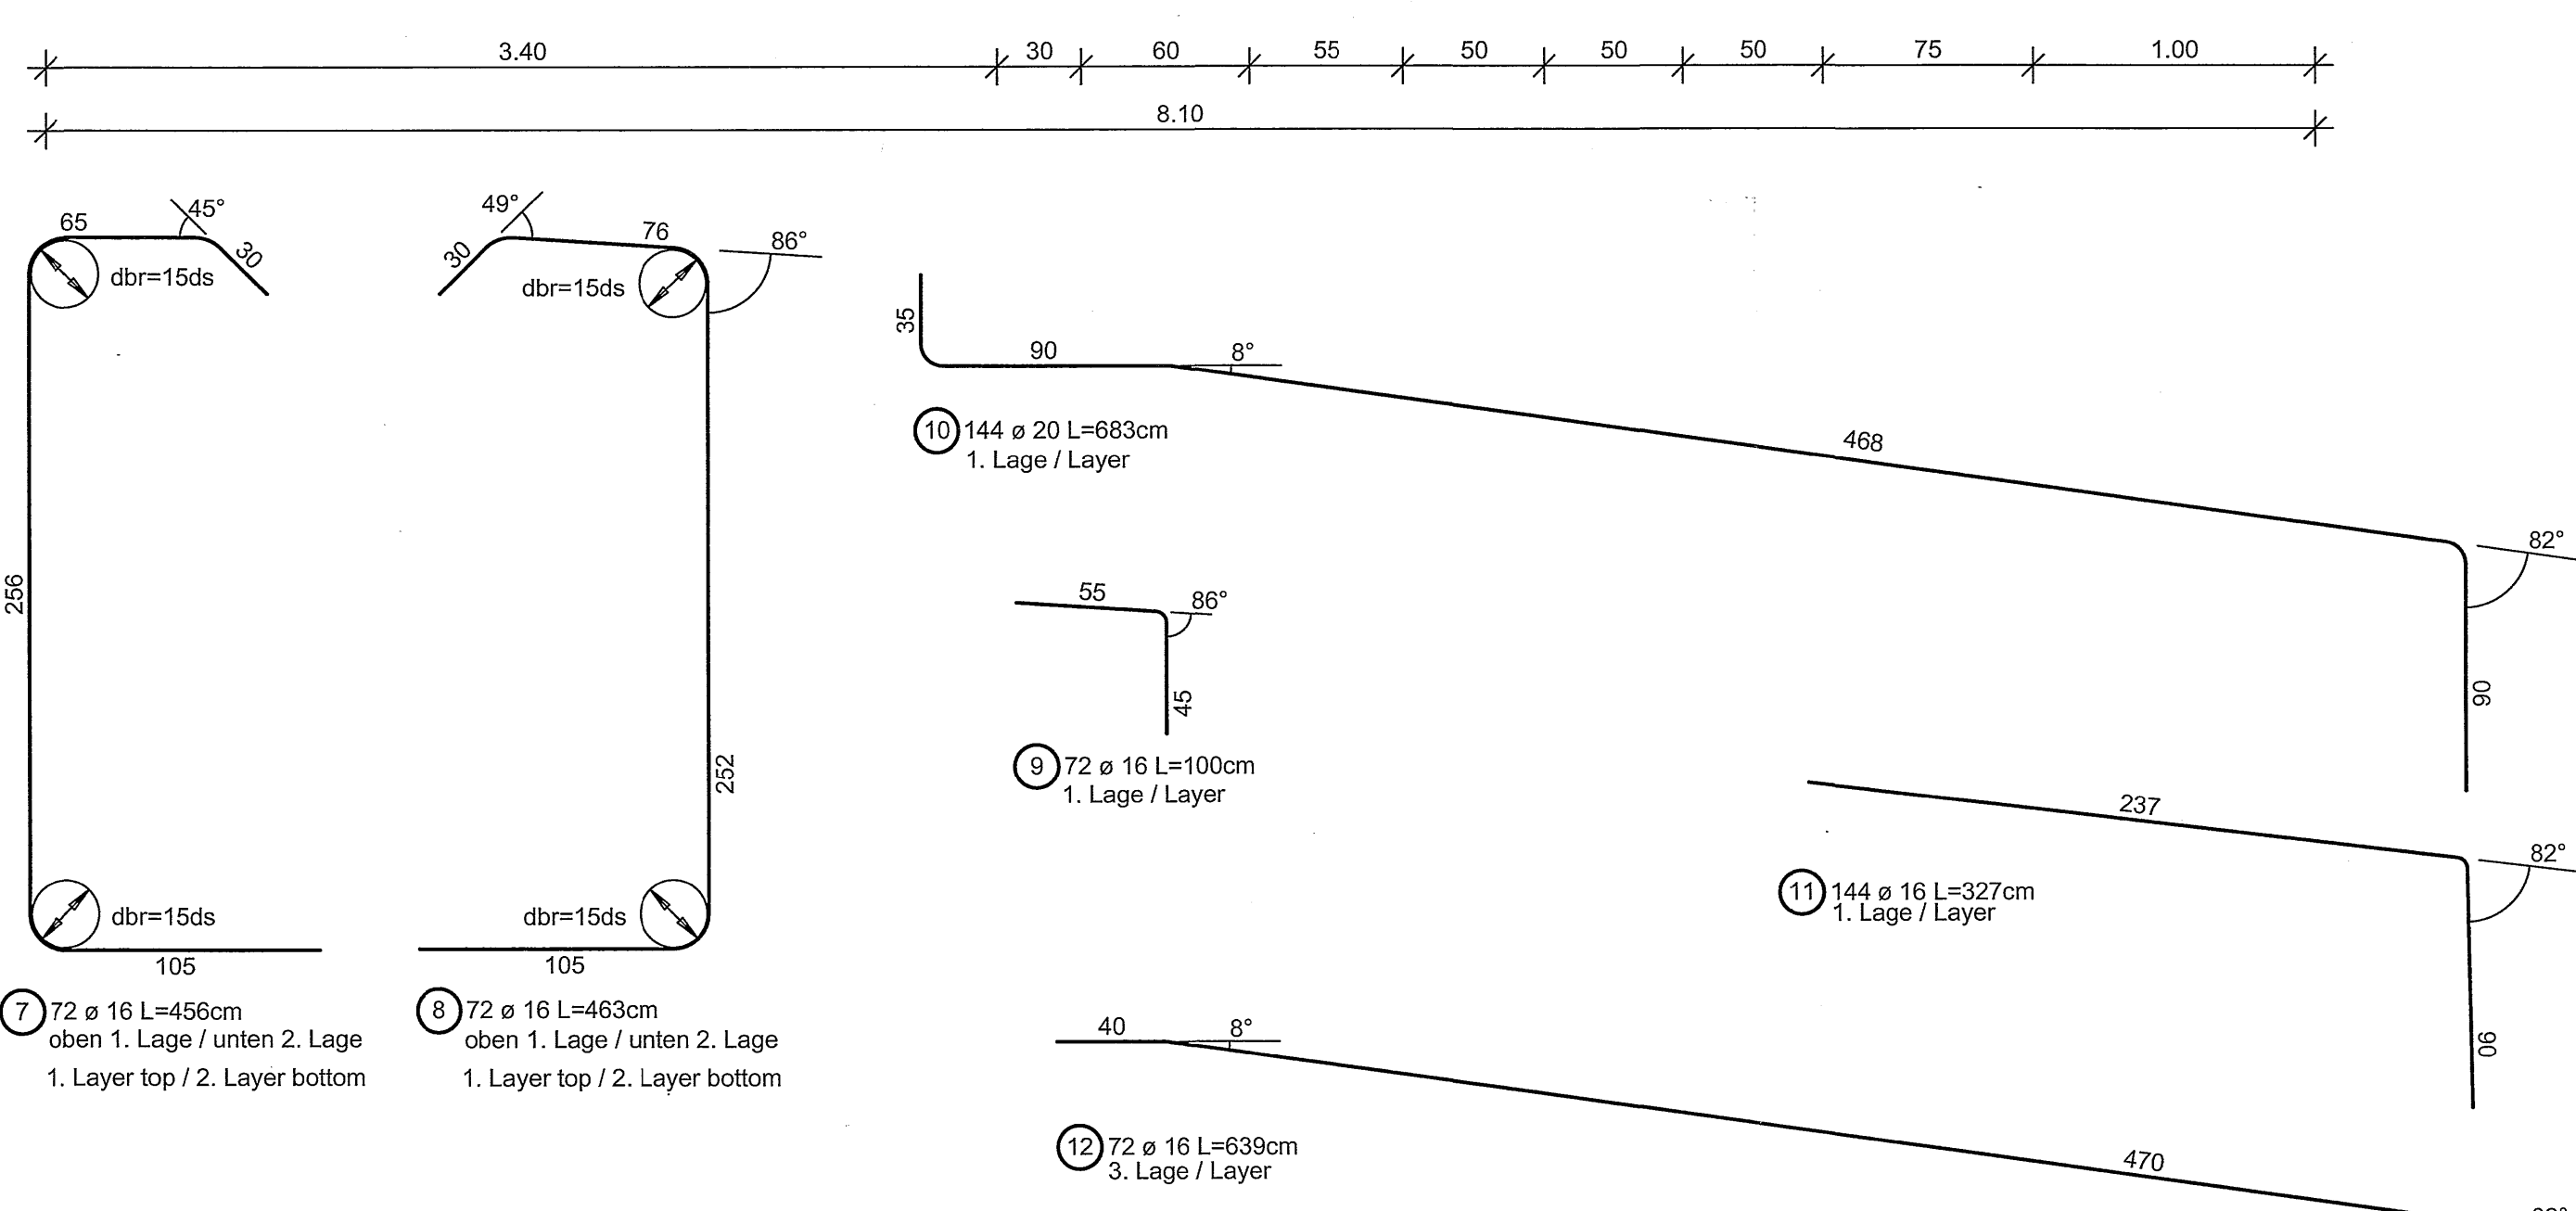 3.40 30 60 55 50 50 50 75 1.00
8.10
65 45° 30
dbr=15ds
256
dbr=15ds
105
7 72 ø 16 L=456cm
oben 1. Lage / unten 2. Lage
1. Layer top / 2. Layer bottom
49° 30 76 86°
dbr=15ds
252
dbr=15ds
105
8 72 ø 16 L=463cm
oben 1. Lage / unten 2. Lage
1. Layer top / 2. Layer bottom
35 90 8° 468 82° 90
10 144 ø 20 L=683cm
1. Lage / Layer
55 86° 45
9 72 ø 16 L=100cm
1. Lage / Layer
237 82° 90
11 144 ø 16 L=327cm
1. Lage / Layer
40 8° 470
12 72 ø 16 L=639cm
3. Lage / Layer